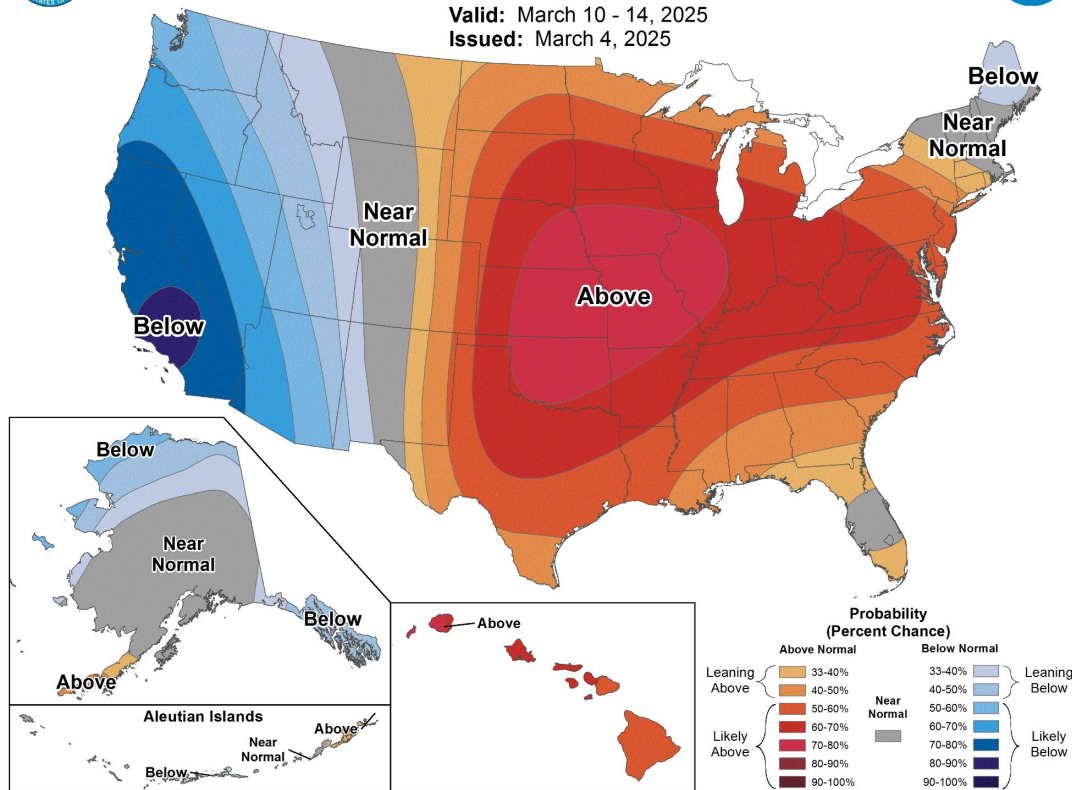 STATES OF
Valid: March 10 - 14, 2025
Issued: March 4, 2025
Below
Near
Normal
Near
Normal
Above
Below
Below
Near
Normal
Below
Above
Aleutian Islands
Above
Near
Normal
Below
Above
Probability
(Percent Chance)
Above Normal
Below Normal
Leaning
Above
33-40%
40-50%
Likely
Above
50-60%
60-70%
70-80%
80-90%
90-100%
Near
Normal
33-40%
40-50%
Leaning
Below
50-60%
60-70%
70-80%
80-90%
90-100%
Likely
Below